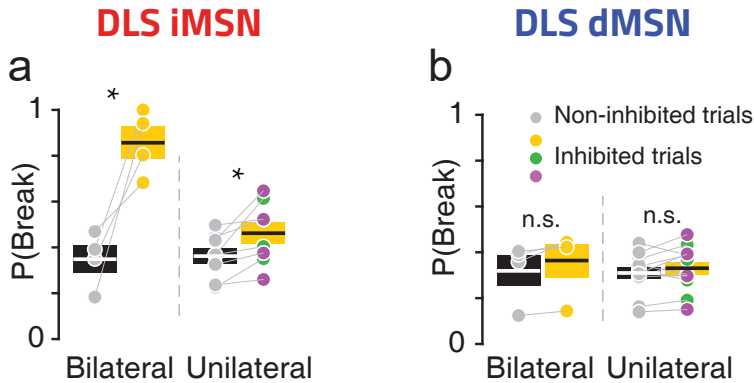 DLS iMSN
DLS dMSN
a
b
1
P(Break)
0
*
*
Bilateral
Unilateral
1
P(Break)
0
Non-inhibited trials
Inhibited trials
n.s.
n.s.
Bilateral
Unilateral